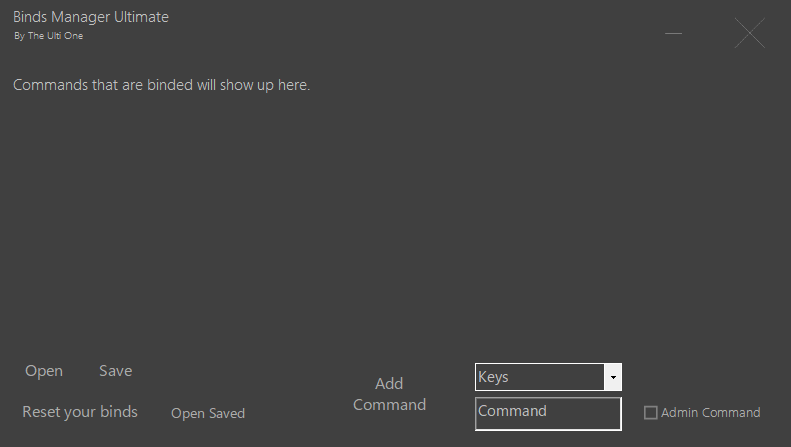 Binds Manager Ultimate
By The Ulti One
Commands that are binded will show up here.
Open
Save
Reset your binds
Open Saved
Add
Command
Keys
Command
Admin Command